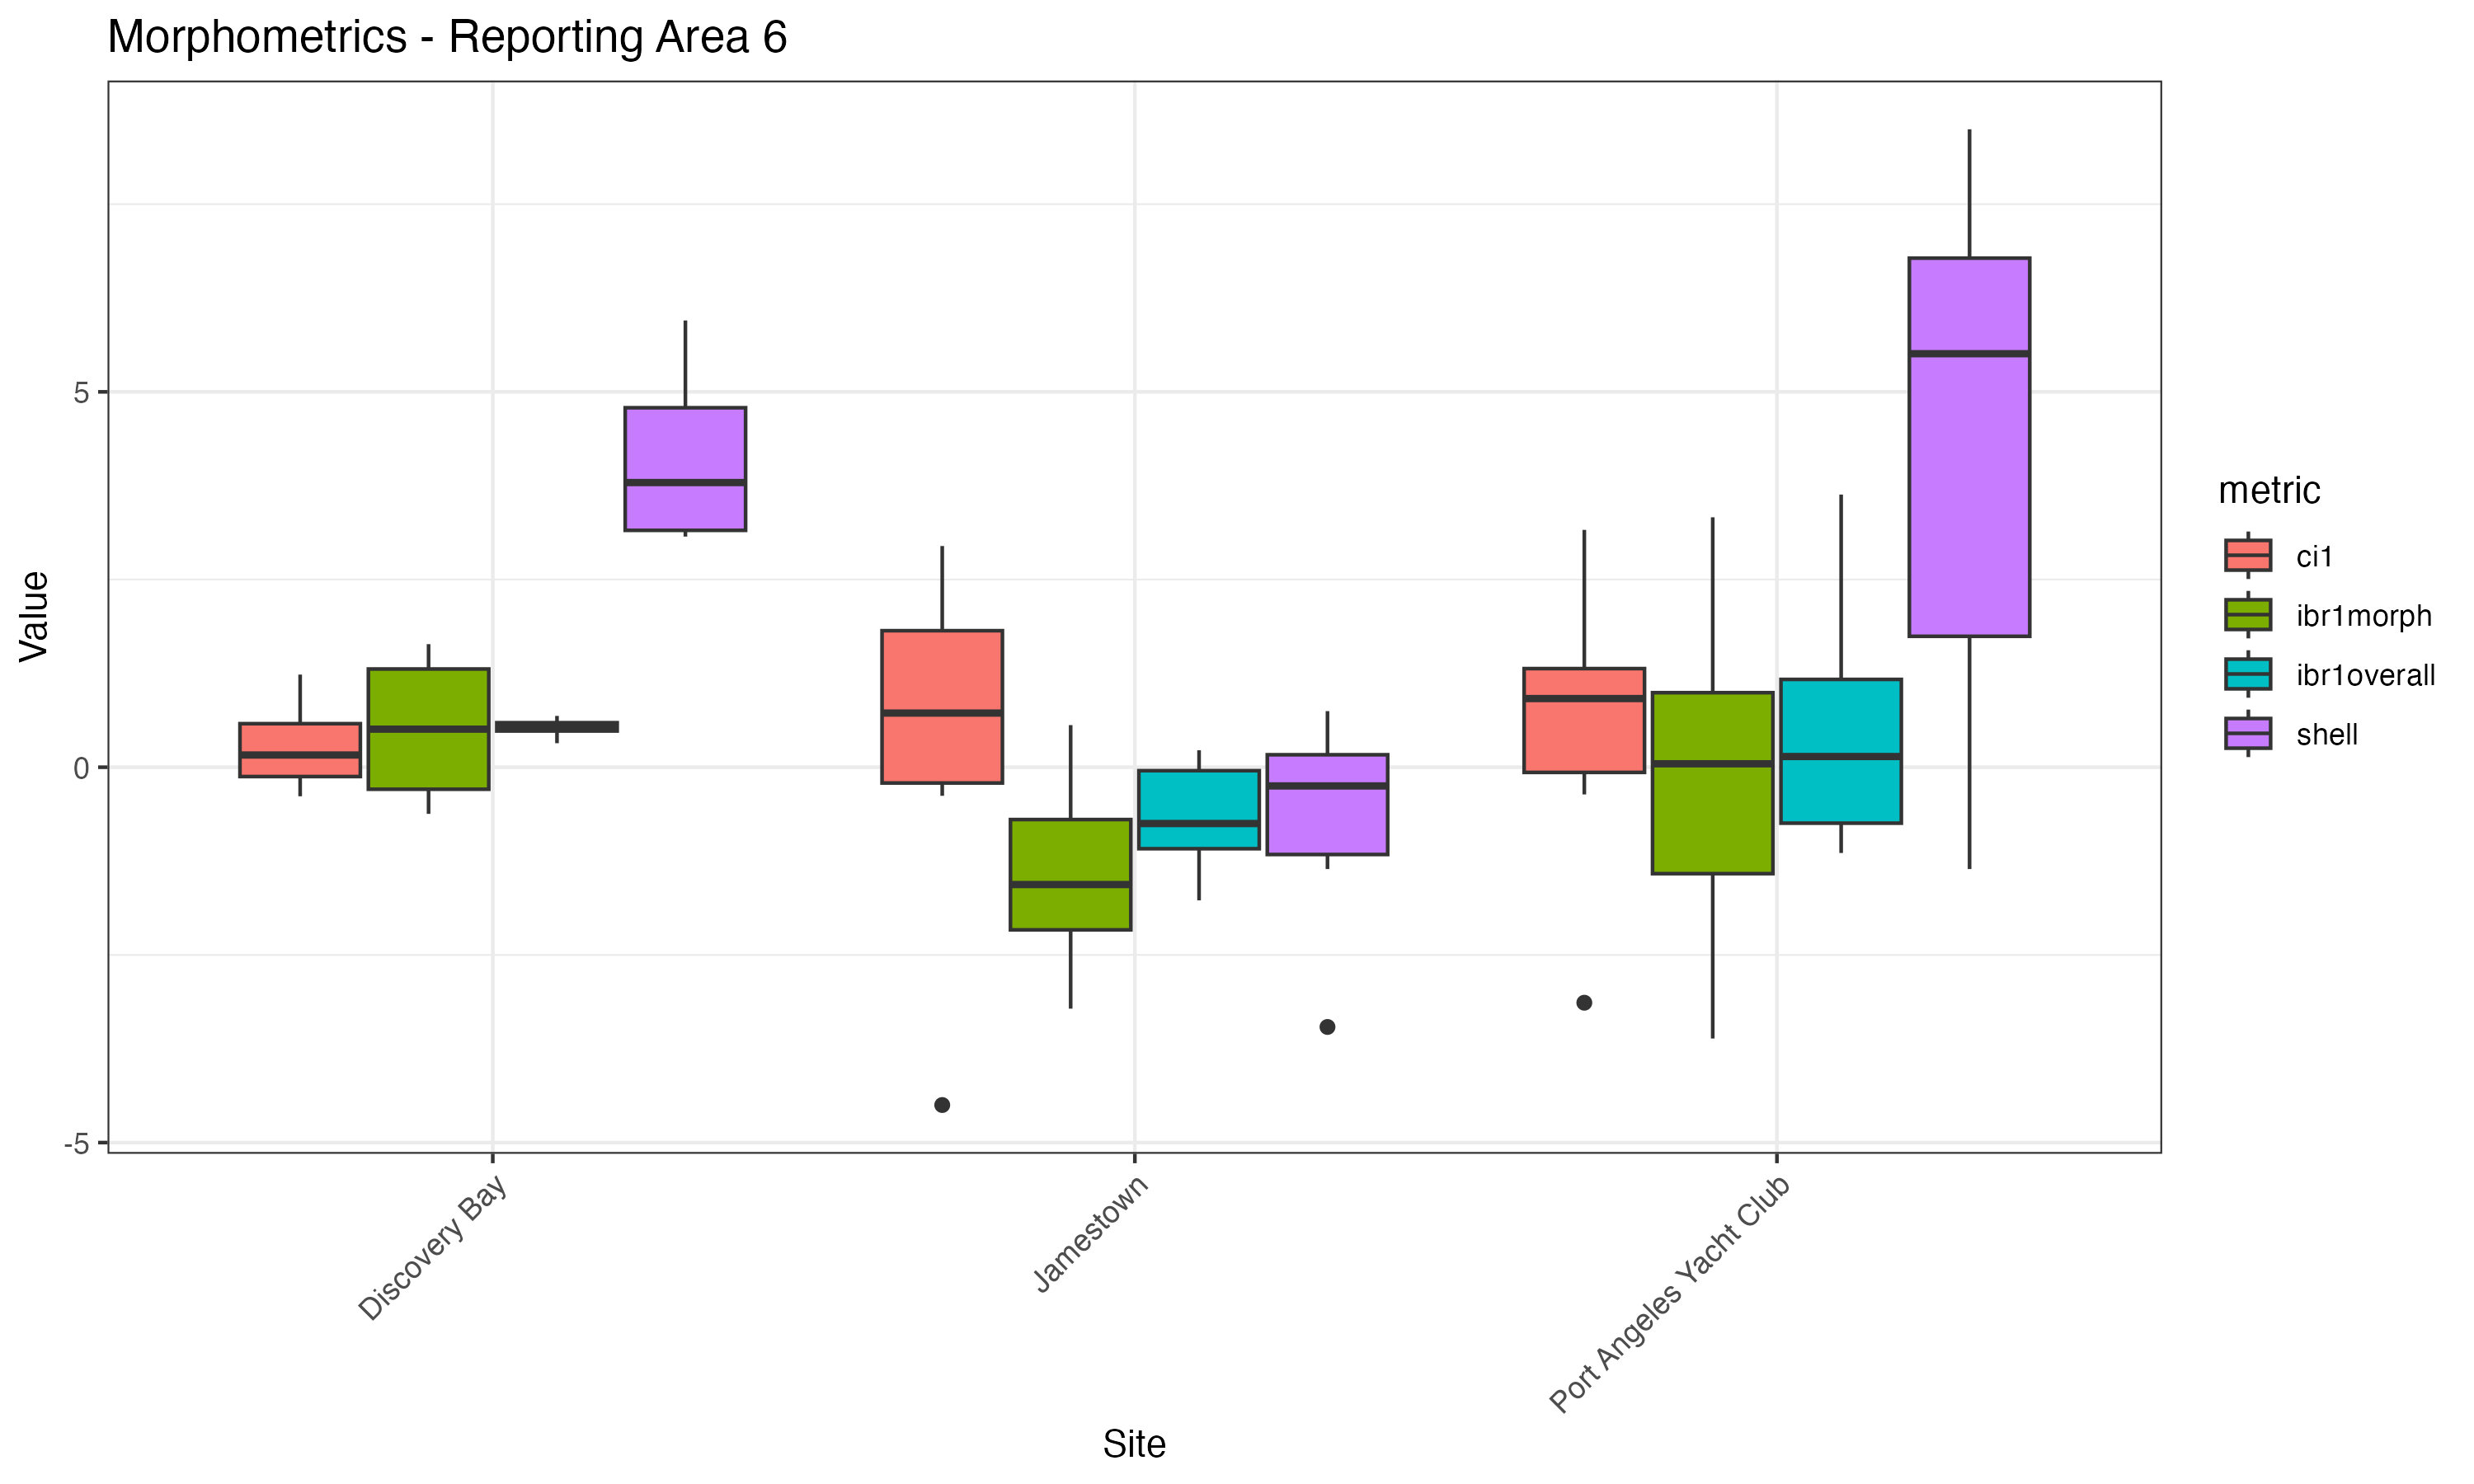 Morphometrics - Reporting Area 6
Value
5
0
-5
Discovery Bay
Jamestown
Port Angeles Yacht Club
Site
metric
ci1
ibr1morph
ibr1overall
shell